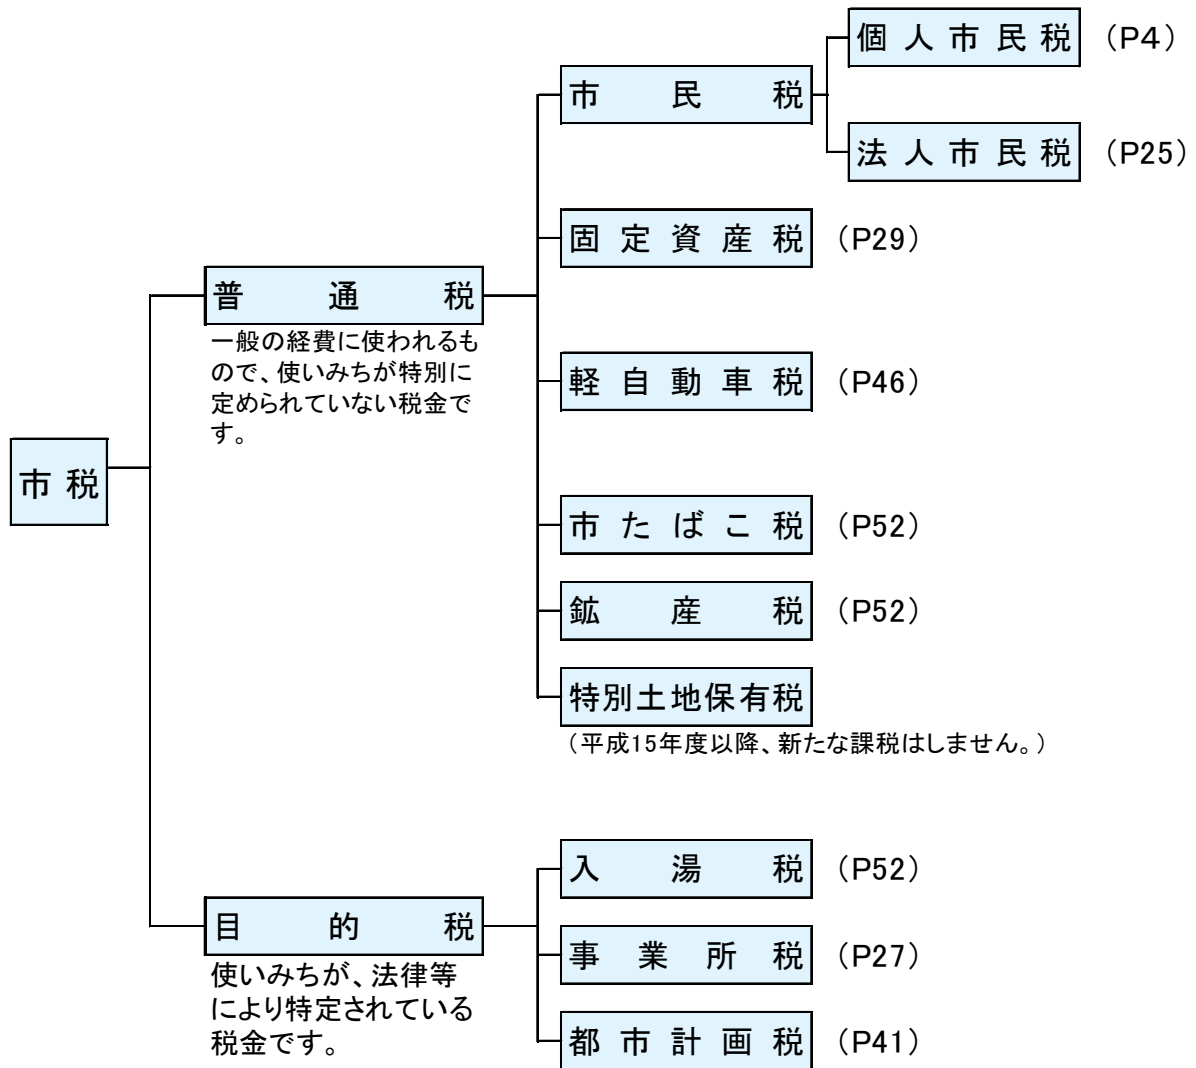 個人市民税 （P4）
市民税
法人市民税 （P25）
固定資産税 （P29）
普通税
一般の経費に使われるも
ので、使いみちが特別に
定められていない税金で
す。
軽自動車税 （P46）
市税
市たばこ税 （P52）
鉱産税 （P52）
特別土地保有税
（平成15年度以降、新たな課税はしません。）
入湯税 （P52）
目的税
使いみちが、法律等
により特定されている
税金です。
事業所税 （P27）
都市計画税 （P41）